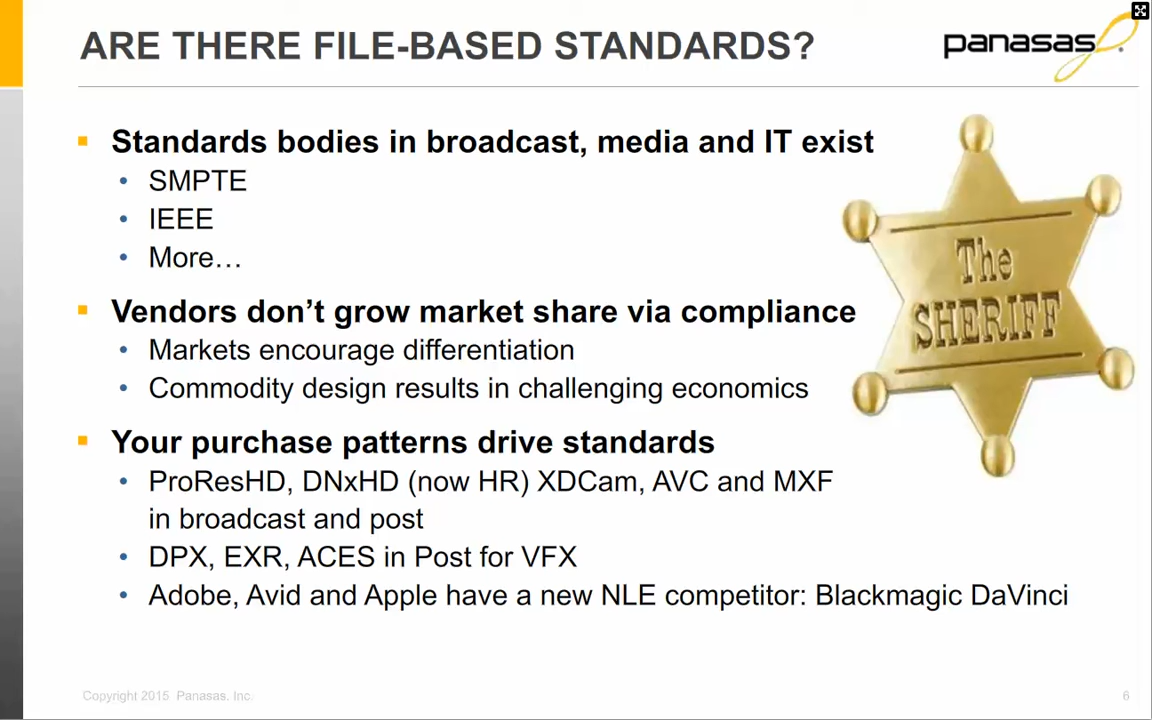 ARE THERE FILE-BASED STANDARDS?
panasas
Standards bodies in broadcast, media and IT exist
SMPTE
IEEE
More…
The
SHERIFF
Vendors don’t grow market share via compliance
Markets encourage differentiation
Commodity design results in challenging economics
Your purchase patterns drive standards
ProResHD, DNxHD (now HR) XDCam, AVC and MXF
in broadcast and post
DPX, EXR, ACES in Post for VFX
Adobe, Avid and Apple have a new NLE competitor: Blackmagic DaVinci
Copyright 2015 Panasas, Inc.
6